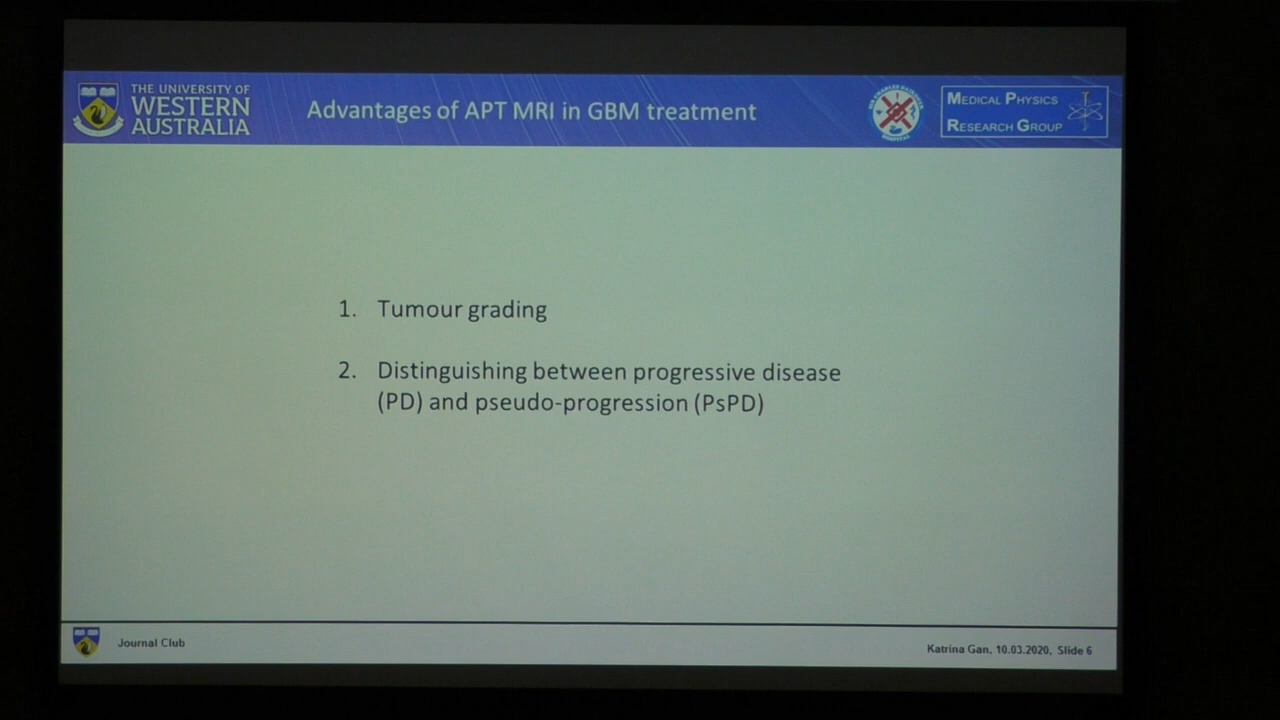 THE UNIVERSITY OF
WESTERN
AUSTRALIA
Advantages of APT MRI in GBM treatment
HOSPITAL
MEDICAL PHYSICS
RESEARCH GROUP
1. Tumour grading
2. Distinguishing between progressive disease
(PD) and pseudo-progression (PsPD)
Journal Club
Katrina Gan, 10.03.2020, Slide 6